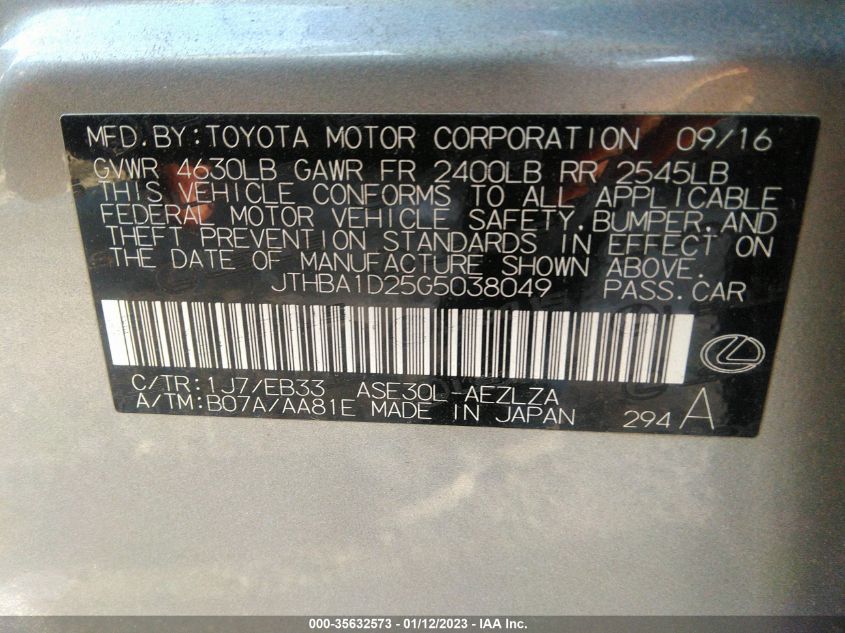 MFD. BY: TOYOTA MOTOR CORPORATION 09/16
GVWR 4630LB GAWR FR 2400LB RR 2545LB
THIS VEHICLE CONFORMS TO ALL APPLICABLE
FEDERAL MOTOR VEHICLE SAFETY, BUMPER, AND
THEFT PREVENTION STANDARDS IN EFFECT ON
THE DATE OF MANUFACTURE SHOWN ABOVE.
JTHBA1D25G5038049 PASS. CAR
C/TR: 1J7/EB33 ASE30L-AEZLZA
A/TM: B07A/AA81E MADE IN JAPAN 294 A
000-35632573 - 01/12/2023 - IAA Inc.